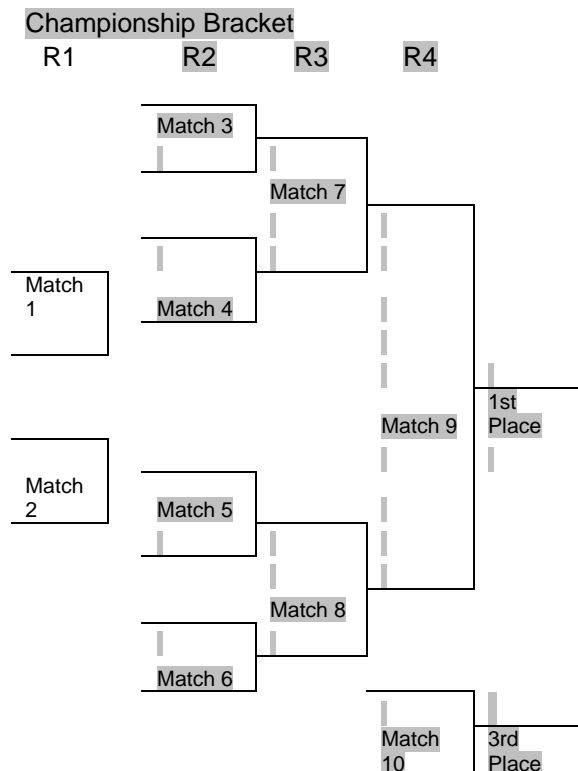 Championship Bracket
R1 R2 R3 R4
Match 3
Match 7
Match
1
Match 4
1st
Place
Match 9
Match
2
Match 5
Match 8
Match 6
Match
10
3rd
Place